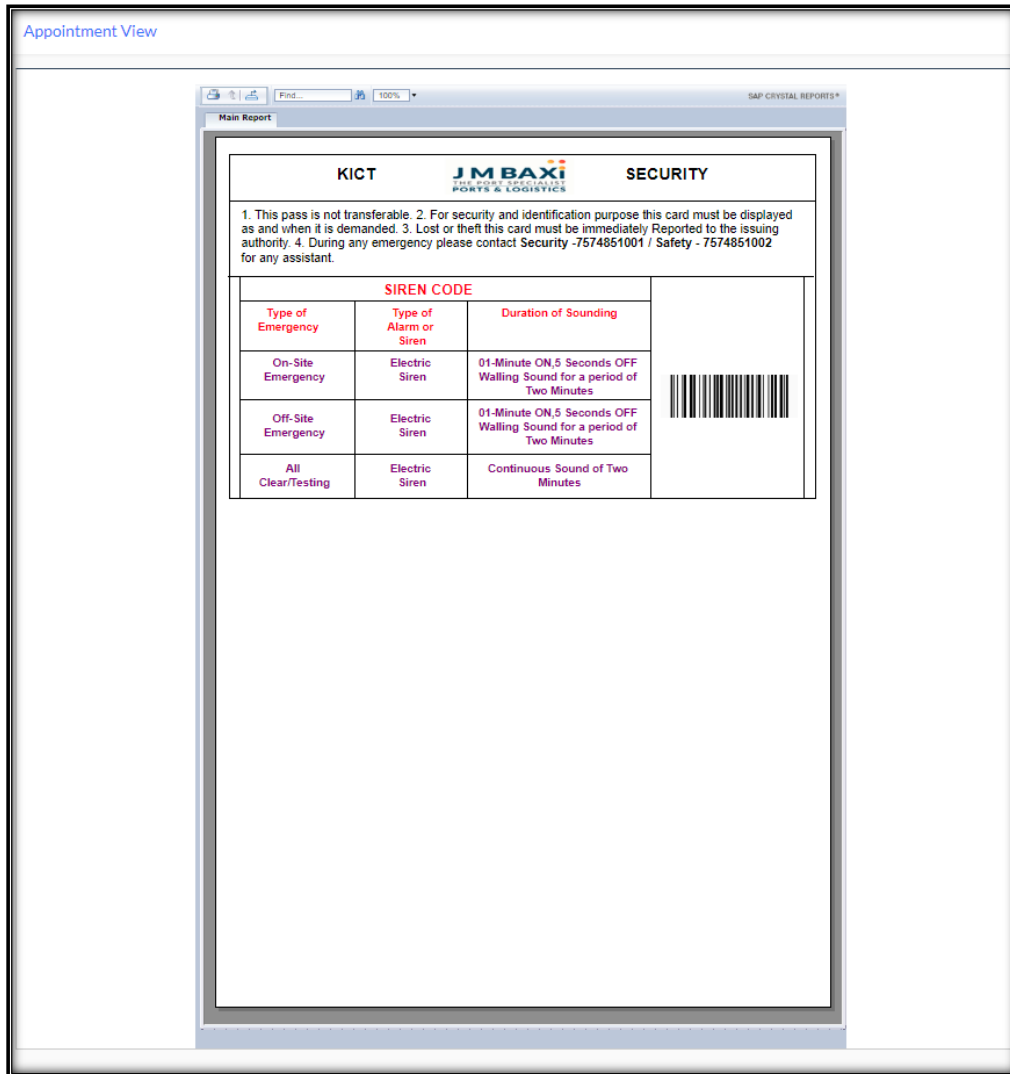 Appointment View
Find...
100%
SAP CRYSTAL REPORTS®
Main Report
KICT
J M BAXi
THE PORT SPECIALIST
PORTS & LOGISTICS
SECURITY
1. This pass is not transferable. 2. For security and identification purpose this card must be displayed
as and when it is demanded. 3. Lost or theft this card must be immediately Reported to the issuing
authority. 4. During any emergency please contact Security -7574851001 / Safety - 7574851002
for any assistant.
SIREN CODE
Type of
Emergency
Type of
Alarm or
Siren
Duration of Sounding
On-Site
Emergency
Electric
Siren
01-Minute ON,5 Seconds OFF
Walling Sound for a period of
Two Minutes
Off-Site
Emergency
Electric
Siren
01-Minute ON,5 Seconds OFF
Walling Sound for a period of
Two Minutes
All
Clear/Testing
Electric
Siren
Continuous Sound of Two
Minutes